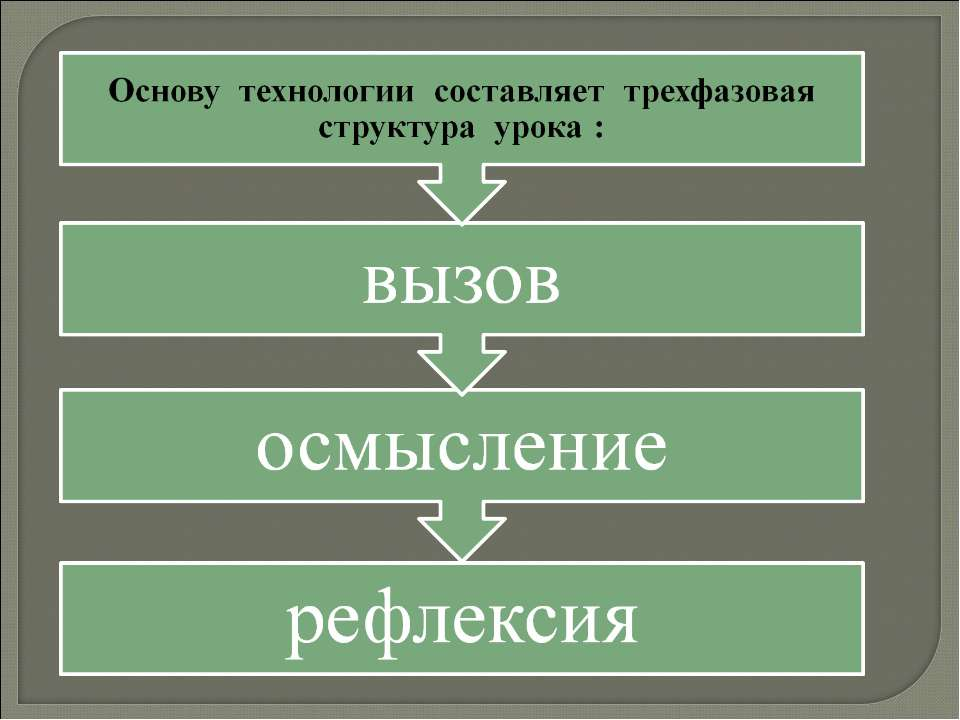 Основу технологии составляет трехфазовая
структура урока :
вызов
осмысление
рефлексия